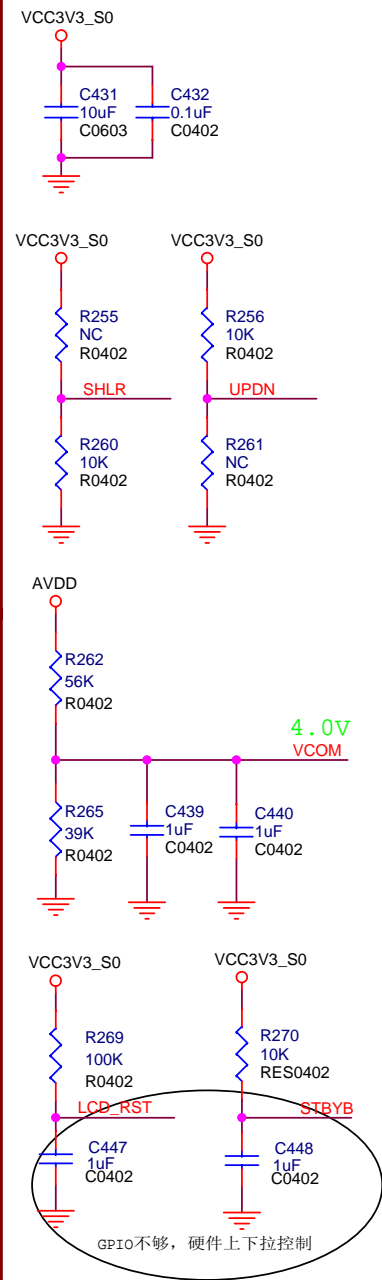 VCC3V3_S0
C431
10uF
C0603
C432
0.1uF
C0402
VCC3V3_S0
VCC3V3_S0
R255
NC
R0402
R256
10K
R0402
SHLR
UPDN
R260
10K
R0402
R261
NC
R0402
AVDD
R262
56K
R0402
4.0V
VCOM
R265
39K
R0402
C439
1uF
C0402
C440
1uF
C0402
VCC3V3_S0
VCC3V3_S0
R269
100K
R0402
R270
10K
RES0402
LCD_RST
STBYB
C447
1uF
C0402
C448
1uF
C0402
GPIO不够，硬件上下拉控制